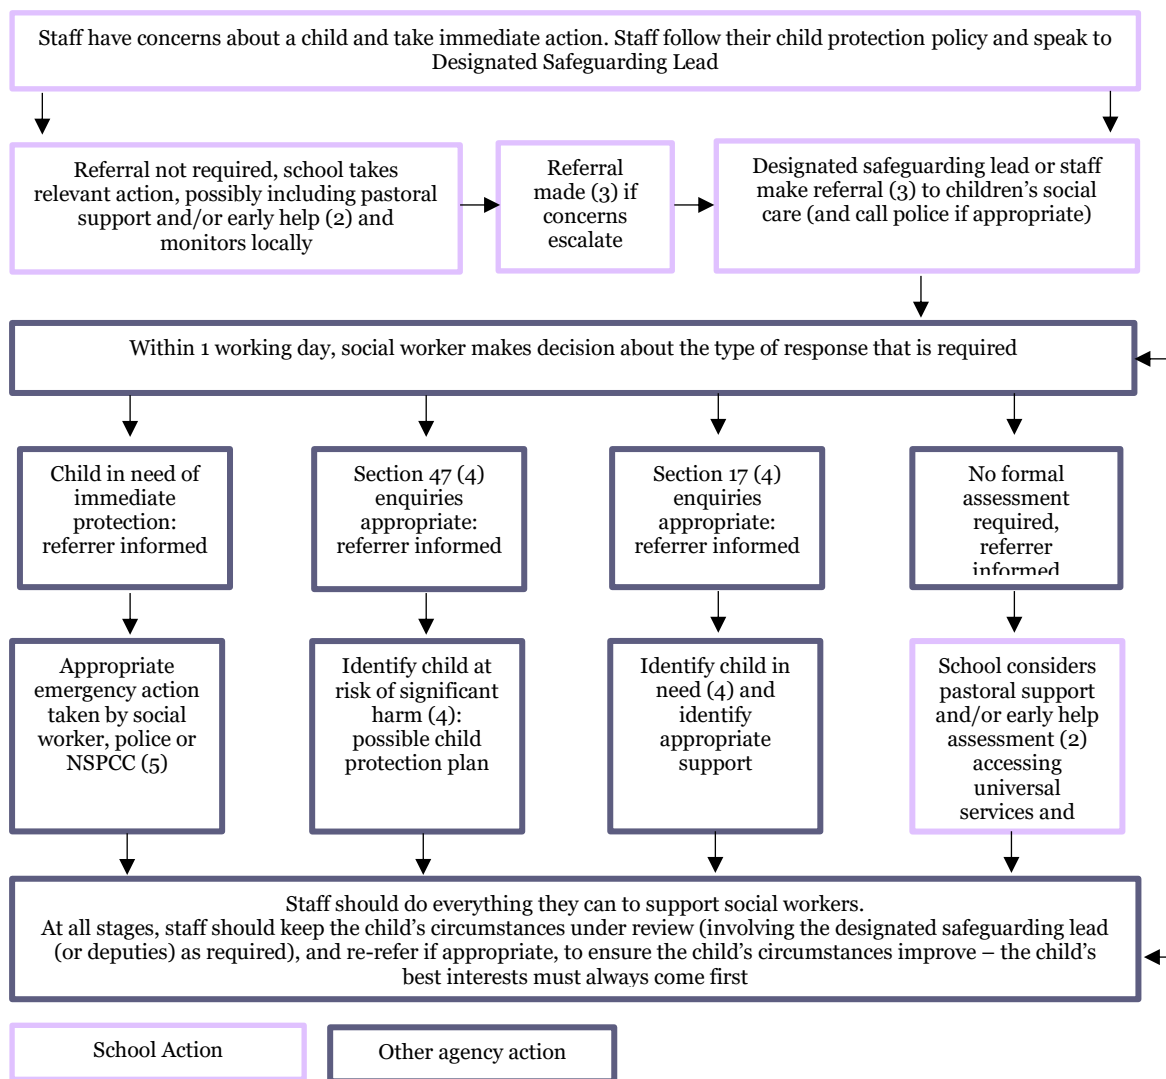 Staff have concerns about a child and take immediate action. Staff follow their child protection policy and speak to
Designated Safeguarding Lead
Referral not required, school takes
relevant action, possibly including pastoral
support and/or early help (2) and
monitors locally
Referral
made (3) if
concerns
escalate
Designated safeguarding lead or staff
make referral (3) to children’s social
care (and call police if appropriate)
Within 1 working day, social worker makes decision about the type of response that is required
Child in need of
immediate
protection:
referrer informed
Section 47 (4)
enquiries
appropriate:
referrer informed
Section 17 (4)
enquiries
appropriate:
referrer informed
No formal
assessment
required,
referrer
informed
Appropriate
emergency action
taken by social
worker, police or
NSPCC (5)
Identify child at
risk of significant
harm (4):
possible child
protection plan
Identify child in
need (4) and
identify
appropriate
support
School considers
pastoral support
and/or early help
assessment (2)
accessing
universal
services and
Staff should do everything they can to support social workers.
At all stages, staff should keep the child’s circumstances under review (involving the designated safeguarding lead
(or deputies) as required), and re-refer if appropriate, to ensure the child’s circumstances improve – the child’s
best interests must always come first
School Action
Other agency action